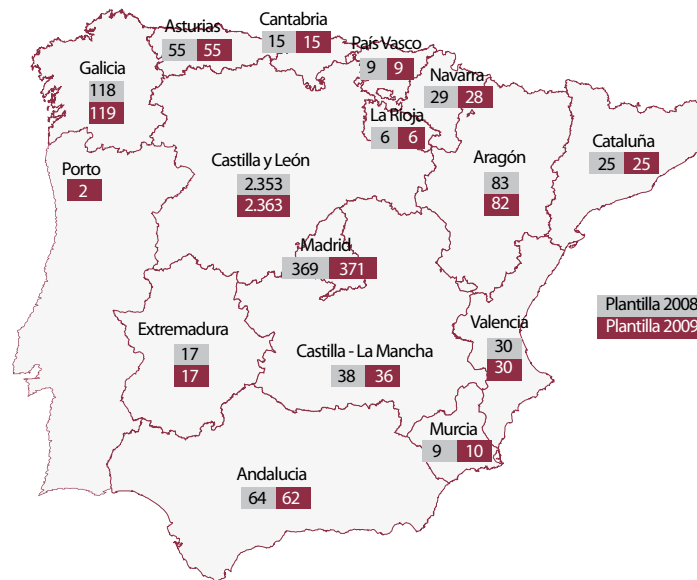 Cantabria
15 15
Asturias
55 55
País Vasco
9 9
Galicia
118
119
Navarra
29 28
La Rioja
6 6
Cataluña
25 25
Castilla y León
2.353
2.363
Aragón
83
82
Porto
2
Madrid
369 371
Plantilla 2008
Plantilla 2009
Extremadura
17
17
Valencia
30
30
Castilla - La Mancha
38 36
Murcia
9 10
Andalucia
64 62